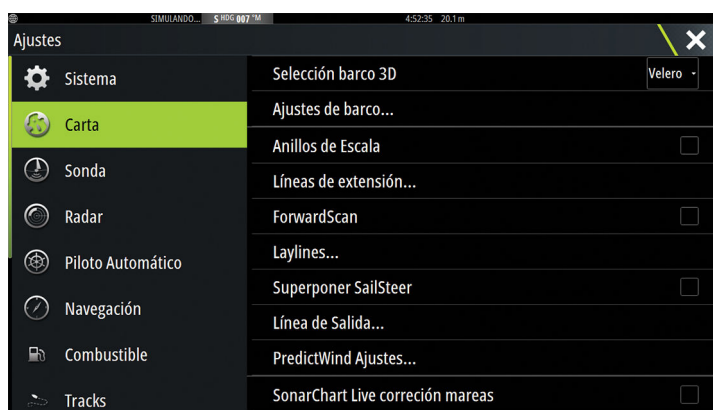 SIMULANDO... S HDG 007 °M 4:52:35 20.1 m
Ajustes
Sistema
Carta
Sonda
Radar
Piloto Automático
Navegación
Combustible
Tracks
Selección barco 3D Velero
Ajustes de barco...
Anillos de Escala
Líneas de extensión...
ForwardScan
Laylines...
Superponer SailSteer
Línea de Salida...
PredictWind Ajustes...
SonarChart Live correción mareas